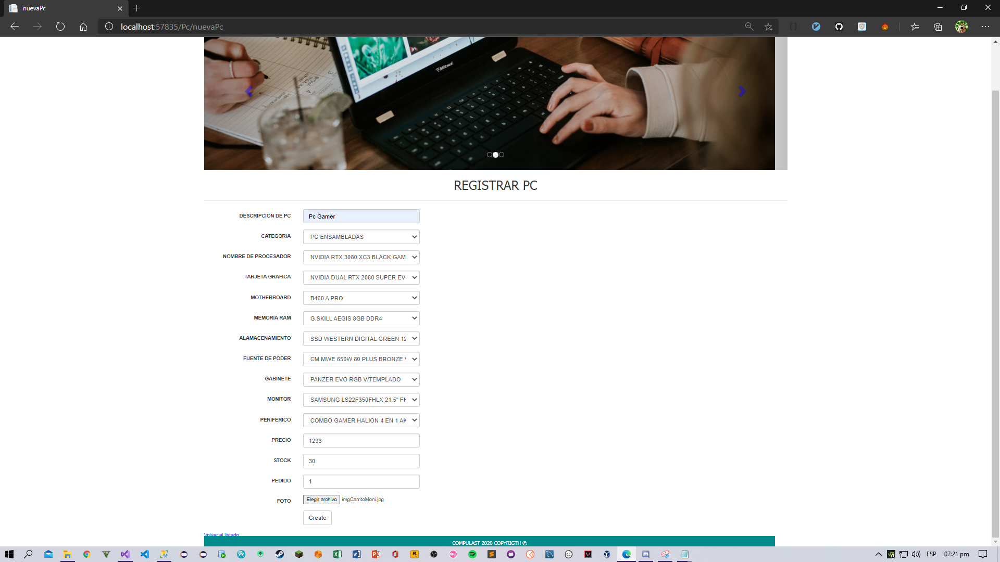 nuevaPc
localhost:57835/Pc/nuevaPc
Mitsui
REGISTRAR PC
DESCRIPCION DE PC
Pc Gamer
CATEGORIA
PC ENSAMBLADAS
NOMBRE DE PROCESADOR
NVIDIA RTX 3080 XC3 BLACK GAM
TARJETA GRAFICA
NVIDIA DUAL RTX 2080 SUPER EV
MOTHERBOARD
B460 A PRO
MEMORIA RAM
G.SKILL AEGIS 8GB DDR4
ALAMACENAMIENTO
SSD WESTERN DIGITAL GREEN 12
FUENTE DE PODER
CM MWE 650W 80 PLUS BRONZE V
GABINETE
PANZER EVO RGB V/TEMPLADO
MONITOR
SAMSUNG LS22F350FHLX 21.5" FH
PERIFERICO
COMBO GAMER HALION 4 EN 1 AK
PRECIO
1233
STOCK
30
PEDIDO
1
FOTO
Elegir archivo imgCarritoMoni.jpg
Create
Volver al listado
COMPULAST 2020 COPYRIGTH ©
ESP 07:21 pm